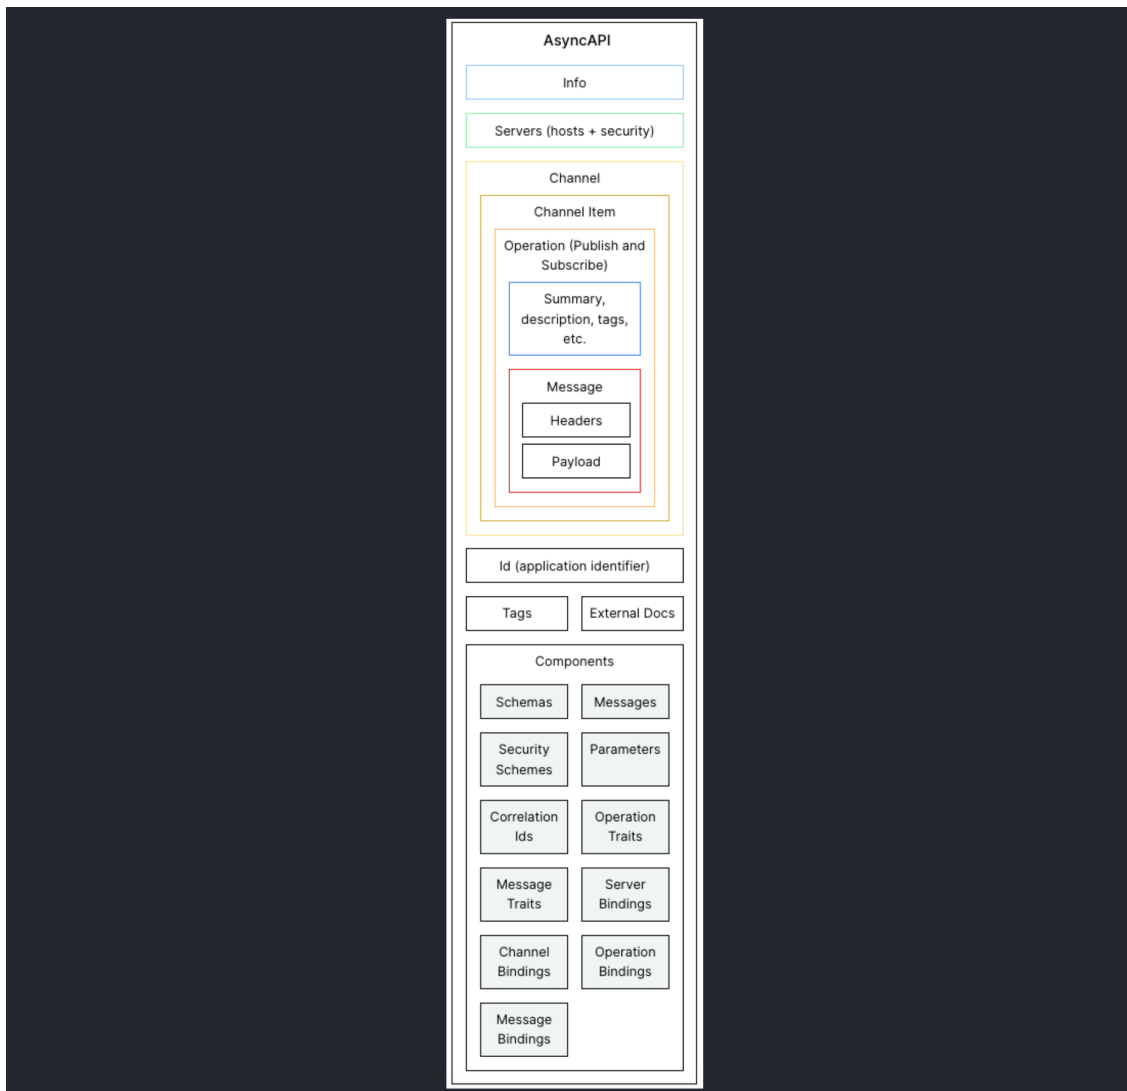 AsyncAPI
Info
Servers (hosts + security)
Channel
Channel Item
Operation (Publish and
Subscribe)
Summary,
description, tags,
etc.
Message
Headers
Payload
Id (application identifier)
Tags
External Docs
Components
Schemas
Messages
Security
Schemes
Parameters
Correlation
Ids
Operation
Traits
Message
Traits
Server
Bindings
Channel
Bindings
Operation
Bindings
Message
Bindings